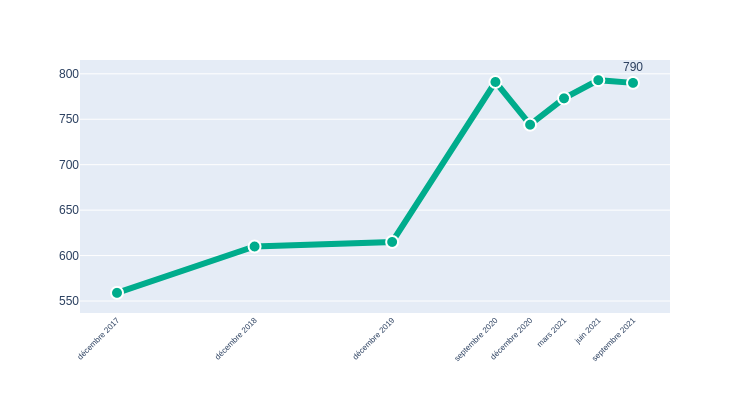 790
800
750
700
650
600
550
décembre 2017
décembre 2018
décembre 2019
septembre 2020
décembre 2020
mars 2021
juin 2021
septembre 2021